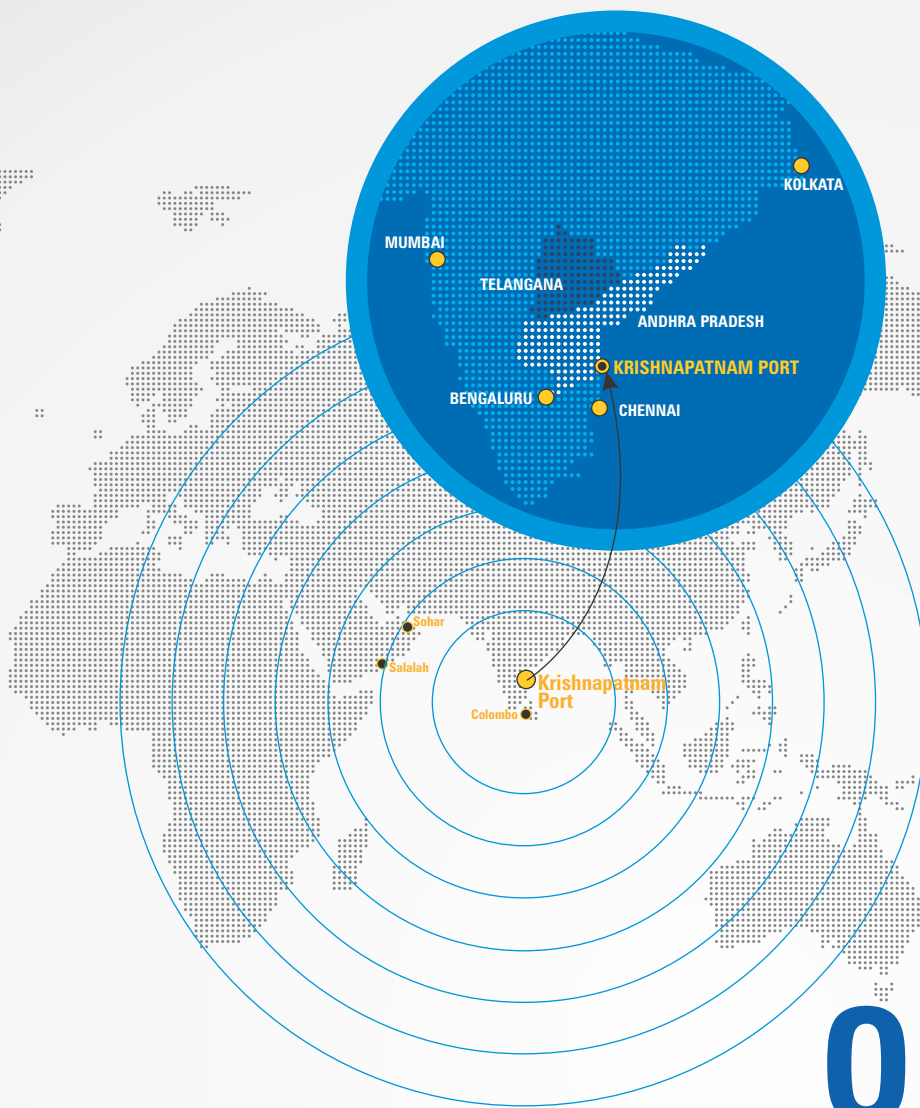 KOLKATA
MUMBAI
TELANGANA
ANDHRA PRADESH
KRISHNAPATNAM PORT
BENGALURU
CHENNAI
Sohar
Salalah
Krishnapatnam
Port
Colombo
0